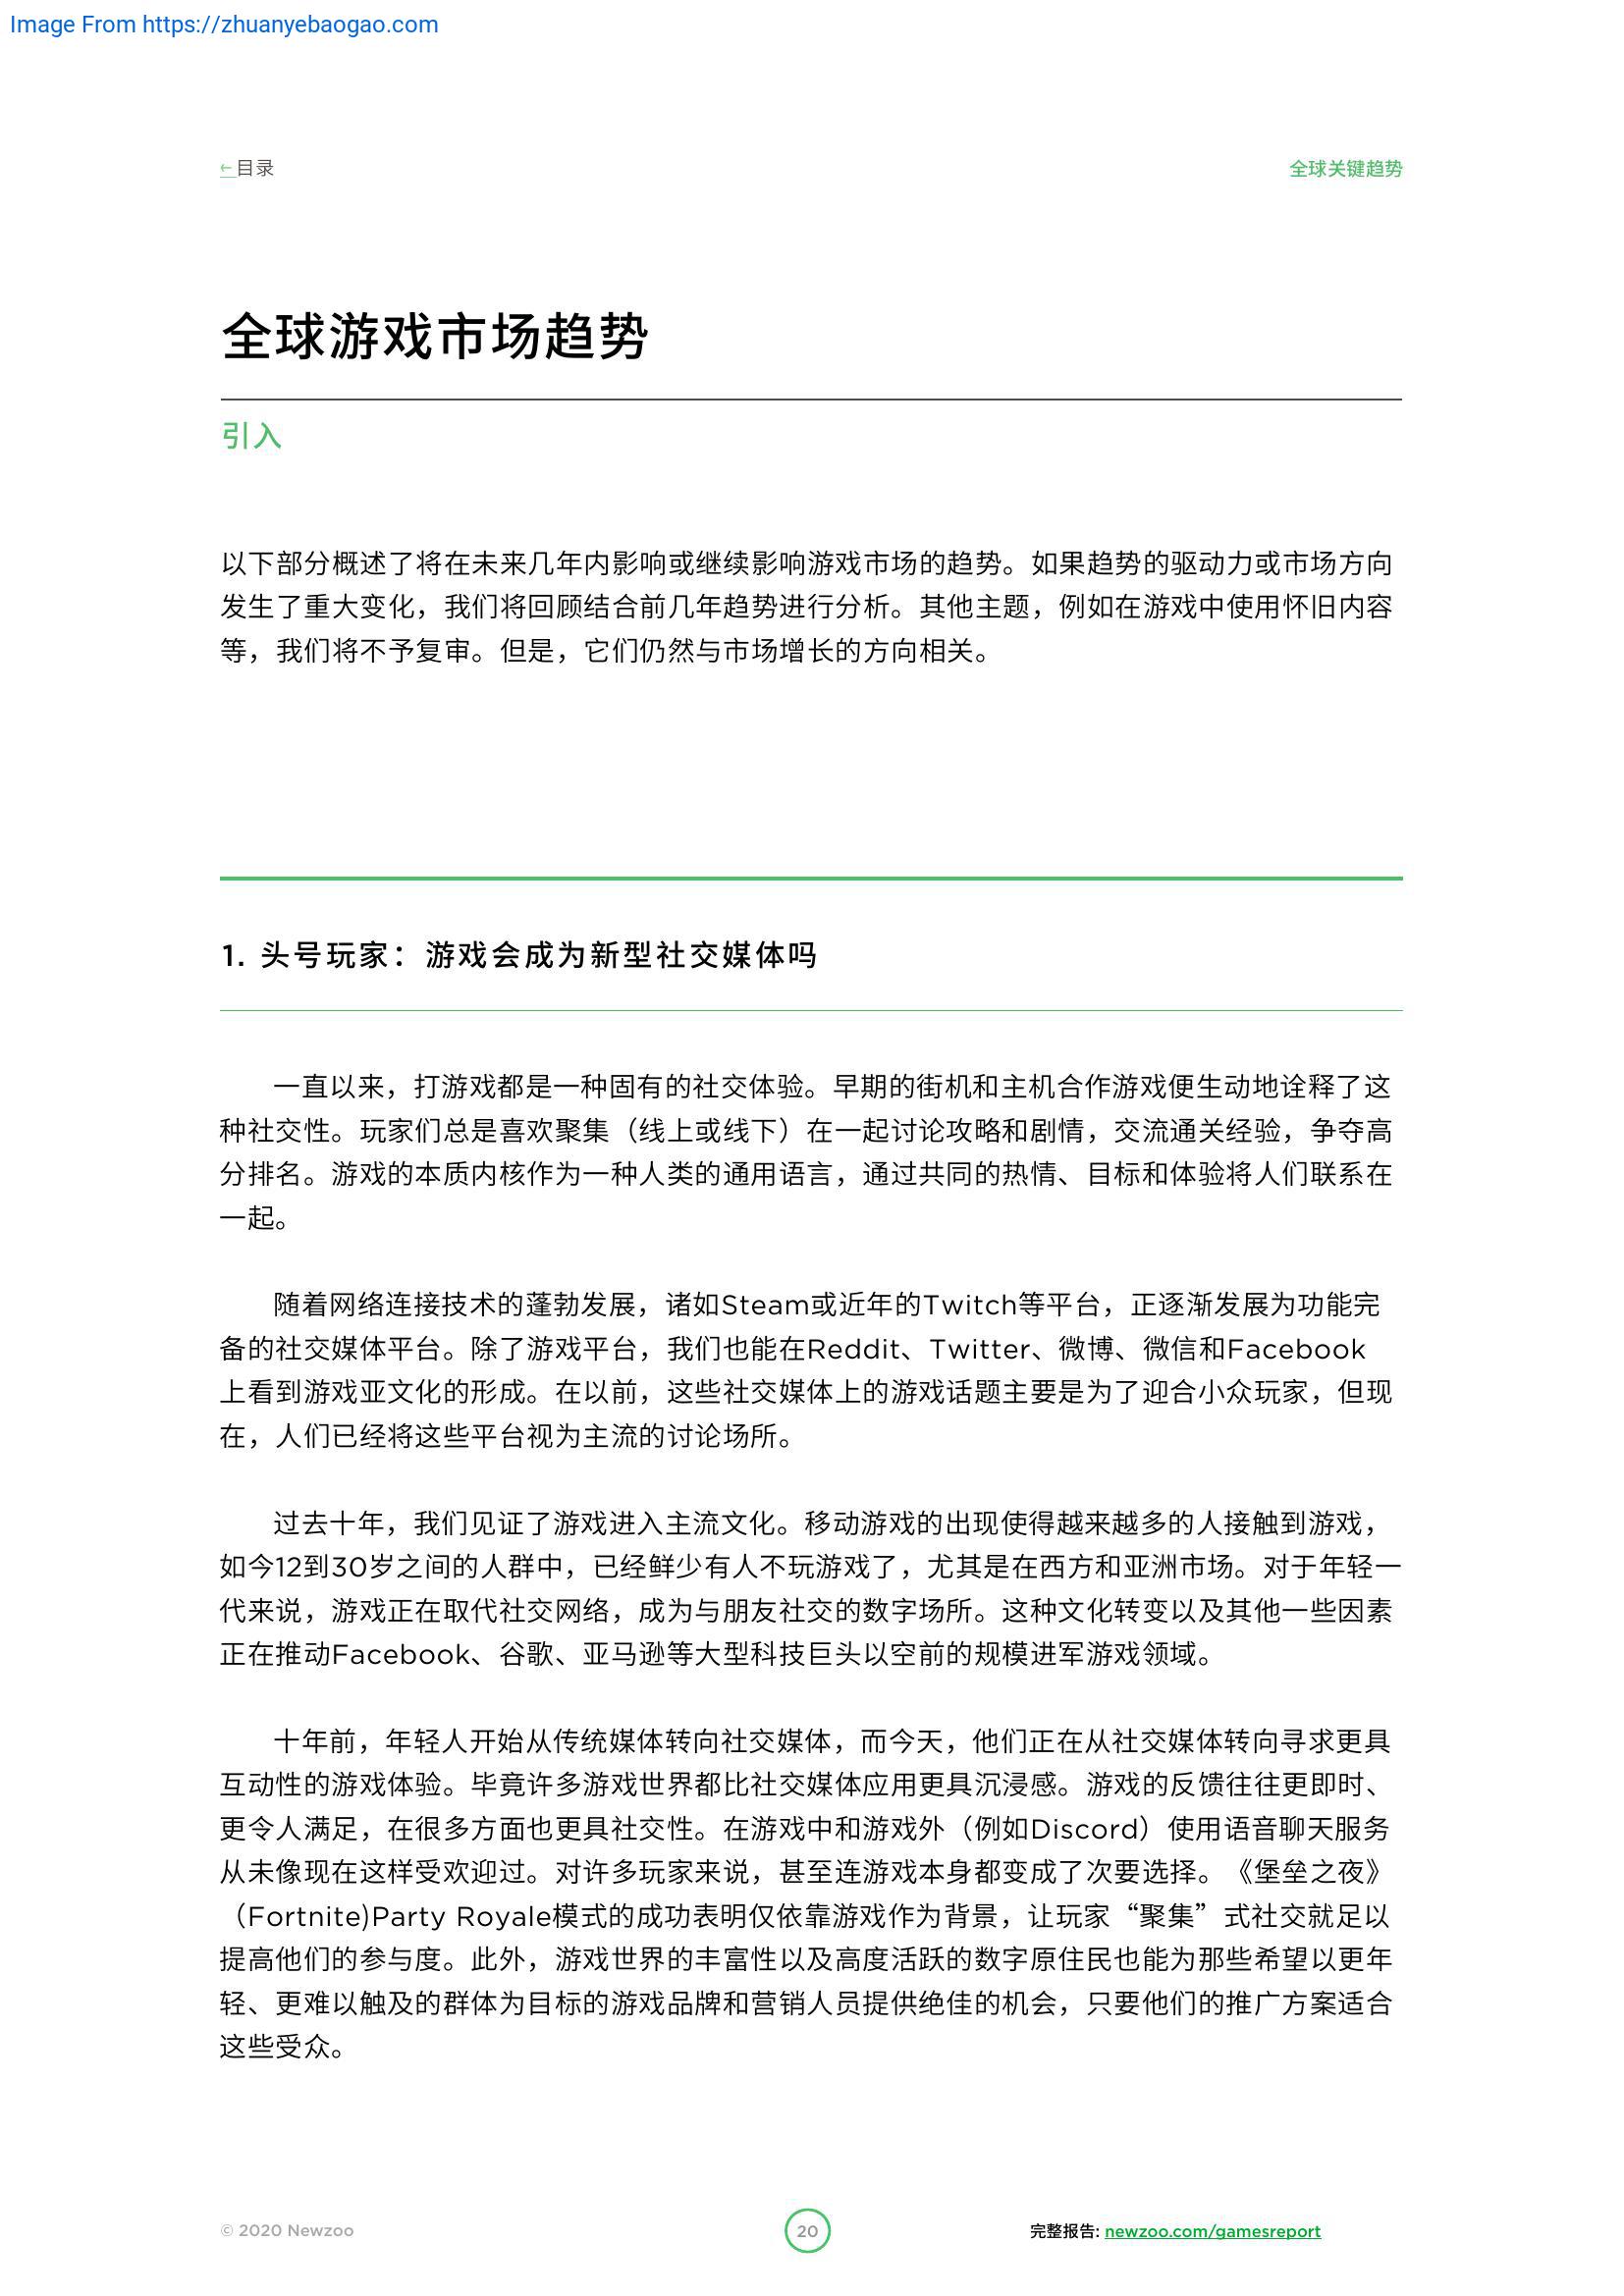 Image From https://zhuanyebaogao.com
←目录
全球关键趋势
全球游戏市场趋势
引入
以下部分概述了将在未来几年内影响或继续影响游戏市场的趋势。如果趋势的驱动力或市场方向
发生了重大变化，我们将回顾结合前几年趋势进行分析。其他主题，例如在游戏中使用怀旧内容
等，我们将不予复审。但是，它们仍然与市场增长的方向相关。
1. 头号玩家：游戏会成为新型社交媒体吗
一直以来，打游戏都是一种固有的社交体验。早期的街机和主机合作游戏便生动地诠释了这
种社交性。玩家们总是喜欢聚集（线上或线下）在一起讨论攻略和剧情，交流通关经验，争夺高
分排名。游戏的本质内核作为一种人类的通用语言，通过共同的热情、目标和体验将人们联系在
一起。
随着网络连接技术的蓬勃发展，诸如Steam或近年的Twitch等平台，正逐渐发展为功能完
备的社交媒体平台。除了游戏平台，我们也能在Reddit、Twitter、微博、微信和Facebook
上看到游戏亚文化的形成。在以前，这些社交媒体上的游戏话题主要是为了迎合小众玩家，但现
在，人们已经将这些平台视为主流的讨论场所。
过去十年，我们见证了游戏进入主流文化。移动游戏的出现使得越来越多的人接触到游戏，
如今12到30岁之间的人群中，已经鲜少有人不玩游戏了，尤其是在西方和亚洲市场。对于年轻一
代来说，游戏正在取代社交网络，成为与朋友社交的数字场所。这种文化转变以及其他一些因素
正在推动Facebook、谷歌、亚马逊等大型科技巨头以空前的规模进军游戏领域。
十年前，年轻人开始从传统媒体转向社交媒体，而今天，他们正在从社交媒体转向寻求更具
互动性的游戏体验。毕竟许多游戏世界都比社交媒体应用更具沉浸感。游戏的反馈往往更即时、
更令人满足，在很多方面也更具社交性。在游戏中和游戏外（例如Discord）使用语音聊天服务
从未像现在这样受欢迎过。对许多玩家来说，甚至连游戏本身都变成了次要选择。《堡垒之夜》
（Fortnite)Party Royale模式的成功表明仅依靠游戏作为背景，让玩家“聚集”式社交就足以
提高他们的参与度。此外，游戏世界的丰富性以及高度活跃的数字原住民也能为那些希望以更年
轻、更难以触及的群体为目标的游戏品牌和营销人员提供绝佳的机会，只要他们的推广方案适合
这些受众。
© 2020 Newzoo
20
完整报告: newzoo.com/gamesreport